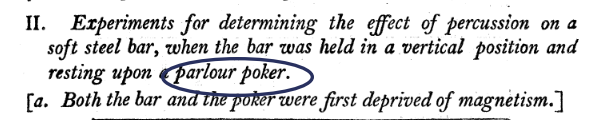 II. Experiments for determining the effect of percussion on a
soft steel bar, when the bar was held in a vertical position and
resting upon a parlour poker.
[a. Both the bar and the poker were first deprived of magnetism.]